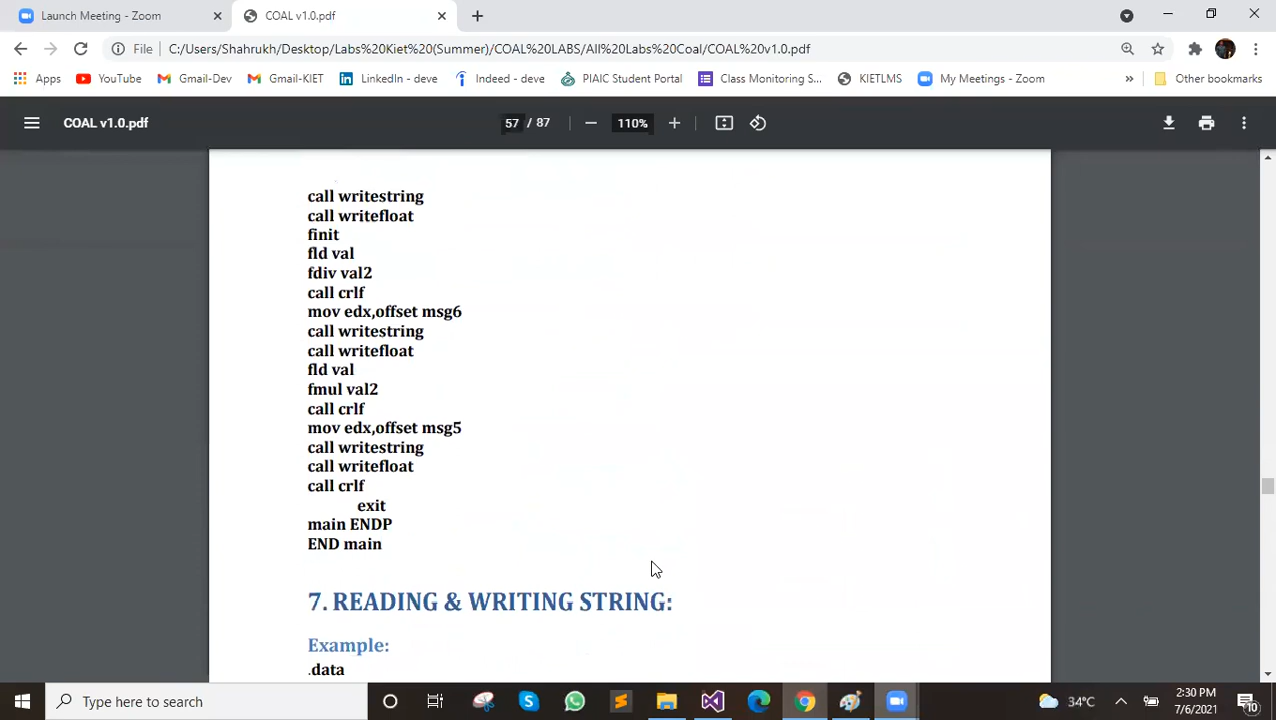 Launch Meeting - Zoom
COAL v1.0.pdf
File
C:/Users/Shahrukh/Desktop/Labs%20Kiet%20(Summer)/COAL%20LABS/All%20Labs%20Coal/COAL%20v1.0.pdf
Apps
YouTube
Gmail-Dev
Gmail-KIET
LinkedIn - deve
Indeed - deve
PIAIC Student Portal
Class Monitoring S...
KIETLMS
My Meetings - Zoom
»
Other bookmarks
COAL v1.0.pdf
57 / 87
110%
call writestring
call writefloat
finit
fld val
fdiv val2
call crlf
mov edx,offset msg6
call writestring
call writefloat
fld val
fmul val2
call crlf
mov edx,offset msg5
call writestring
call writefloat
call crlf
exit
main ENDP
END main
7. READING & WRITING STRING:
Example:
.data
Type here to search
34°C
2:30 PM
7/6/2021
10